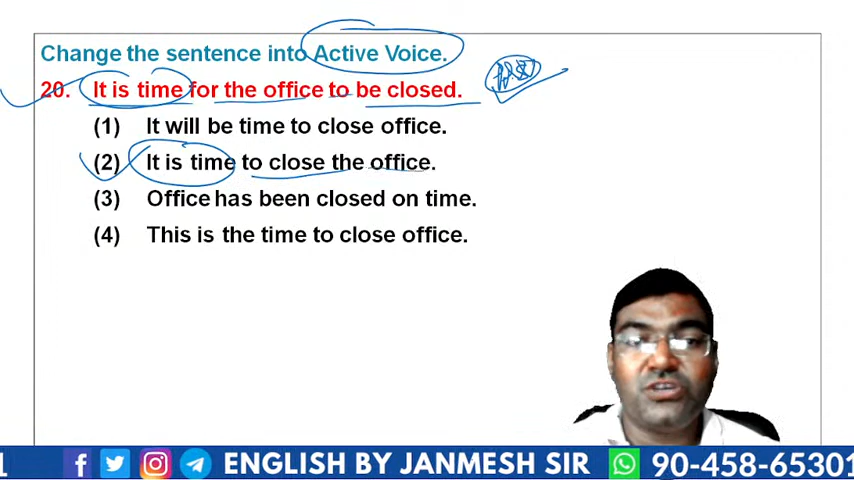 Change the sentence into Active Voice.
20. It is time for the office to be closed.
(1) It will be time to close office.
(2) It is time to close the office.
(3) Office has been closed on time.
(4) This is the time to close office.
1 ENGLISH BY JANMESH SIR 90-458-65301